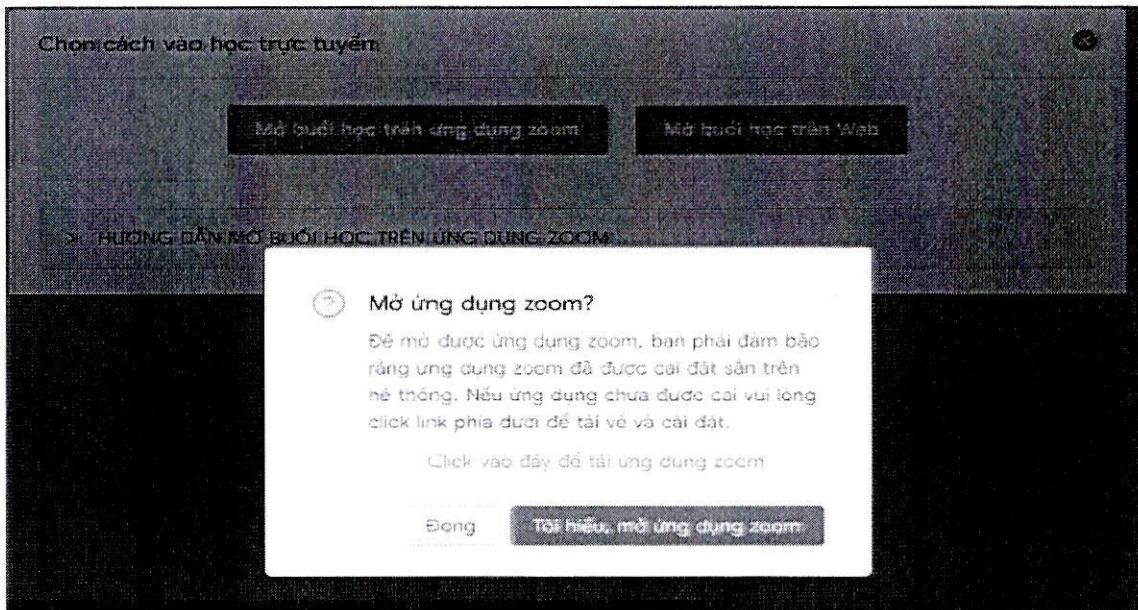 Chọn cách vào học trực tuyến
Mở buổi học trên ứng dụng zoom
Mở buổi học trên Web
> HƯỚNG DẪN MỞ BUỔI HỌC TRÊN ỨNG DỤNG ZOOM
Mở ứng dụng zoom?
Để mở được ứng dụng zoom, bạn phải đảm bảo
rằng ứng dụng zoom đã được cài đặt sẵn trên
hệ thống. Nếu ứng dụng chưa được cài vui lòng
click link phía dưới để tải về và cài đặt.
Click vào đây để tải ứng dụng zoom
Đóng
Tôi hiểu, mở ứng dụng zoom